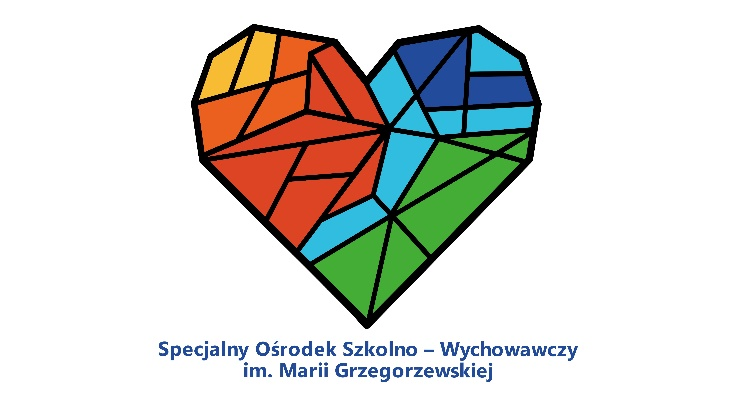 Specjalny Ośrodek Szkolno – Wychowawczy
im. Marii Grzegorzewskiej